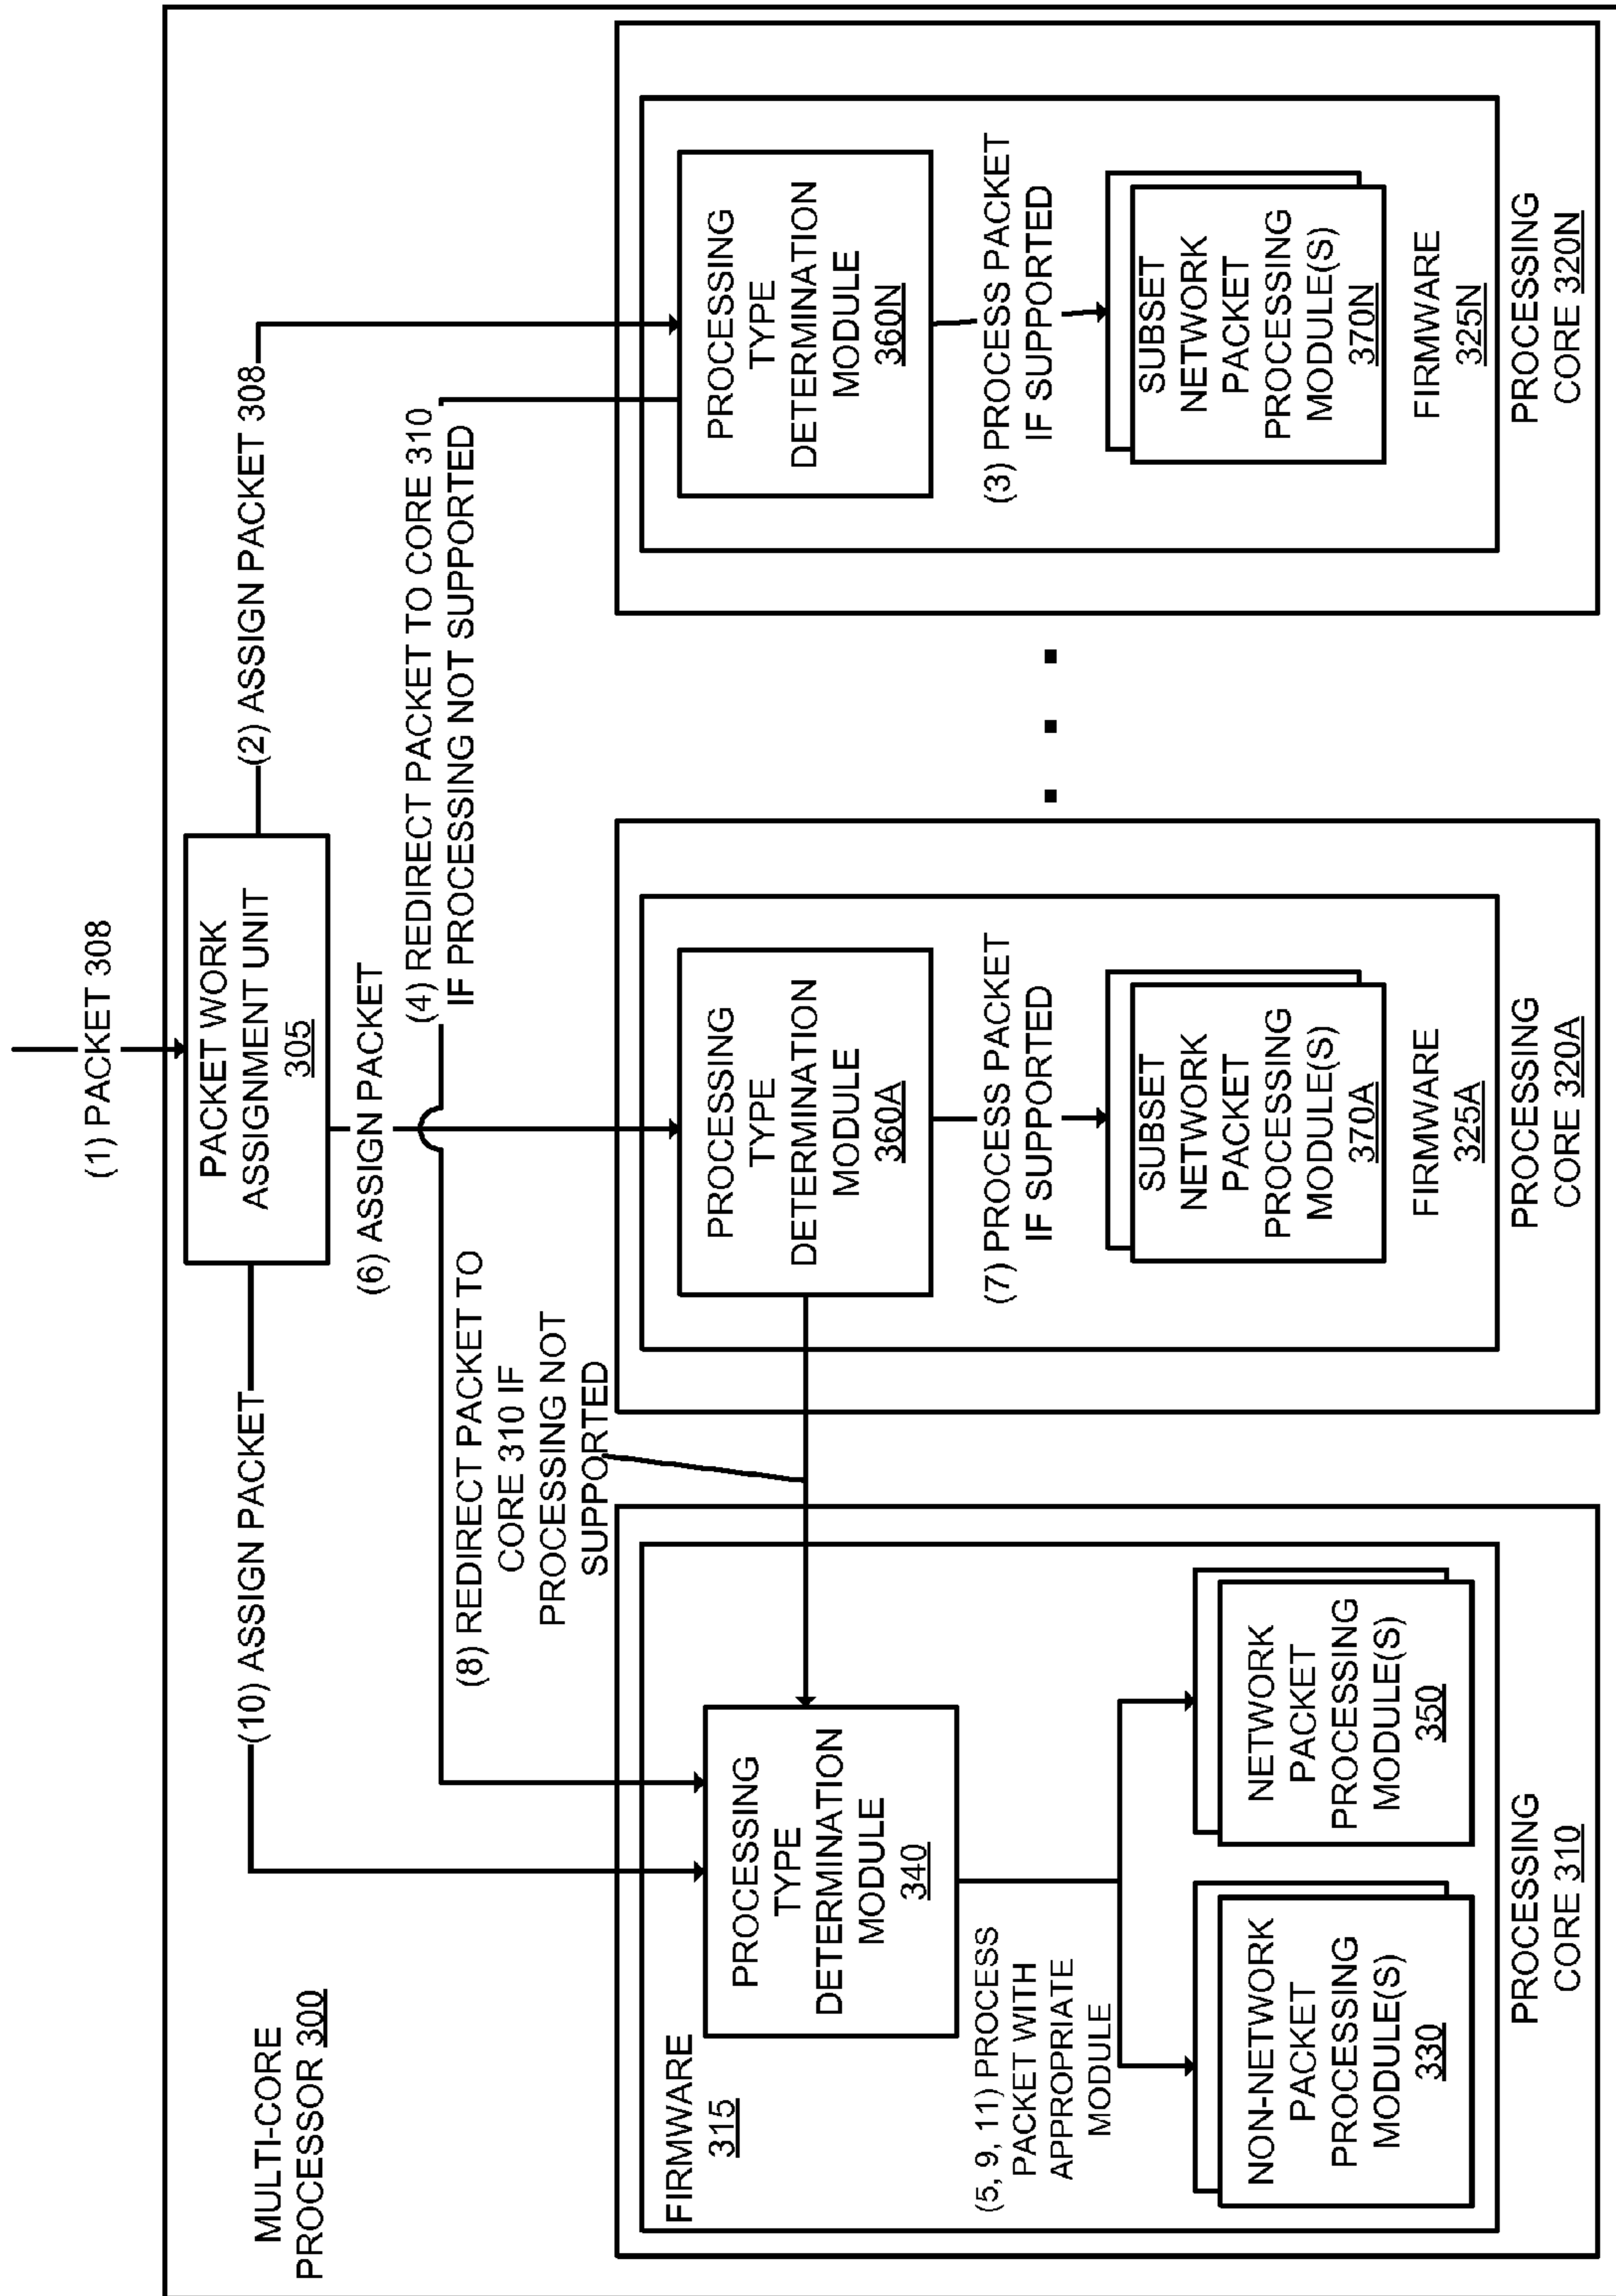 (1) PACKET 308
MULTI-CORE
PROCESSOR 300
PACKET WORK
ASSIGNMENT UNIT
305
(10) ASSIGN PACKET
(2) ASSIGN PACKET 308
(6) ASSIGN PACKET
(4) REDIRECT PACKET TO CORE 310
IF PROCESSING NOT SUPPORTED
(8) REDIRECT PACKET TO
CORE 310 IF
PROCESSING NOT
SUPPORTED
FIRMWARE
315
PROCESSING
TYPE
DETERMINATION
MODULE
340
(5, 9, 11) PROCESS
PACKET WITH
APPROPRIATE
MODULE
NON-NETWORK
PACKET
PROCESSING
MODULE(S)
330
NETWORK
PACKET
PROCESSING
MODULE(S)
350
PROCESSING
CORE 310
PROCESSING
TYPE
DETERMINATION
MODULE
360A
(7) PROCESS PACKET
IF SUPPORTED
SUBSET
NETWORK
PACKET
PROCESSING
MODULE(S)
370A
FIRMWARE
325A
PROCESSING
CORE 320A
. . .
PROCESSING
TYPE
DETERMINATION
MODULE
360N
(3) PROCESS PACKET
IF SUPPORTED
SUBSET
NETWORK
PACKET
PROCESSING
MODULE(S)
370N
FIRMWARE
325N
PROCESSING
CORE 320N